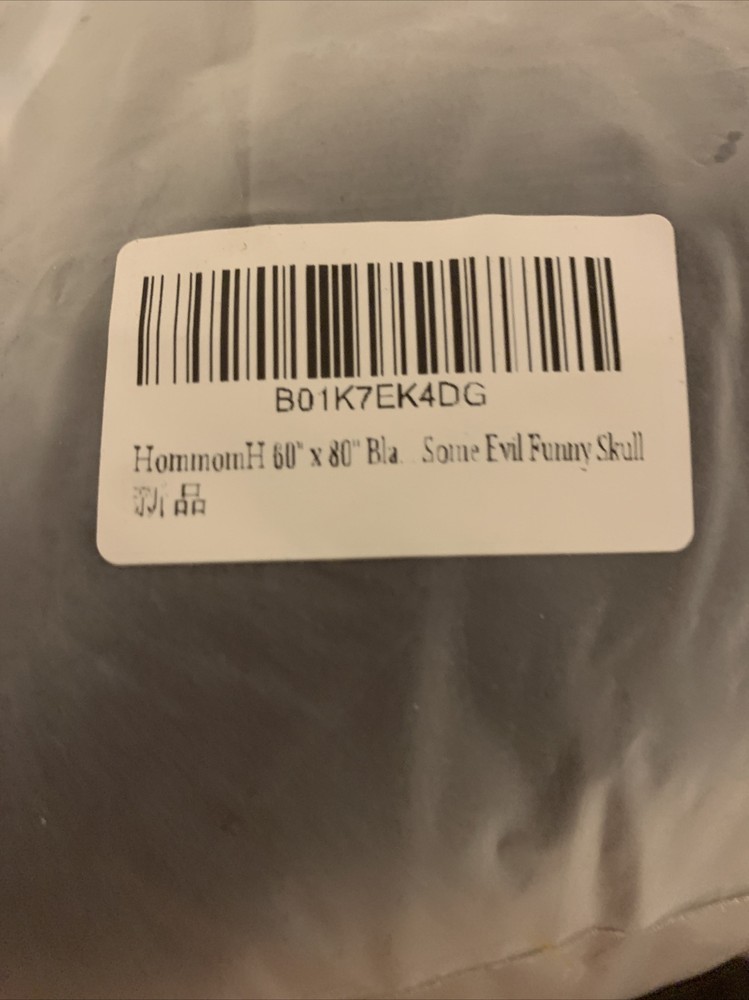 B01K7EK4DG
HommomH 60" x 80" Bla... Some Evil Funny Skull
新品